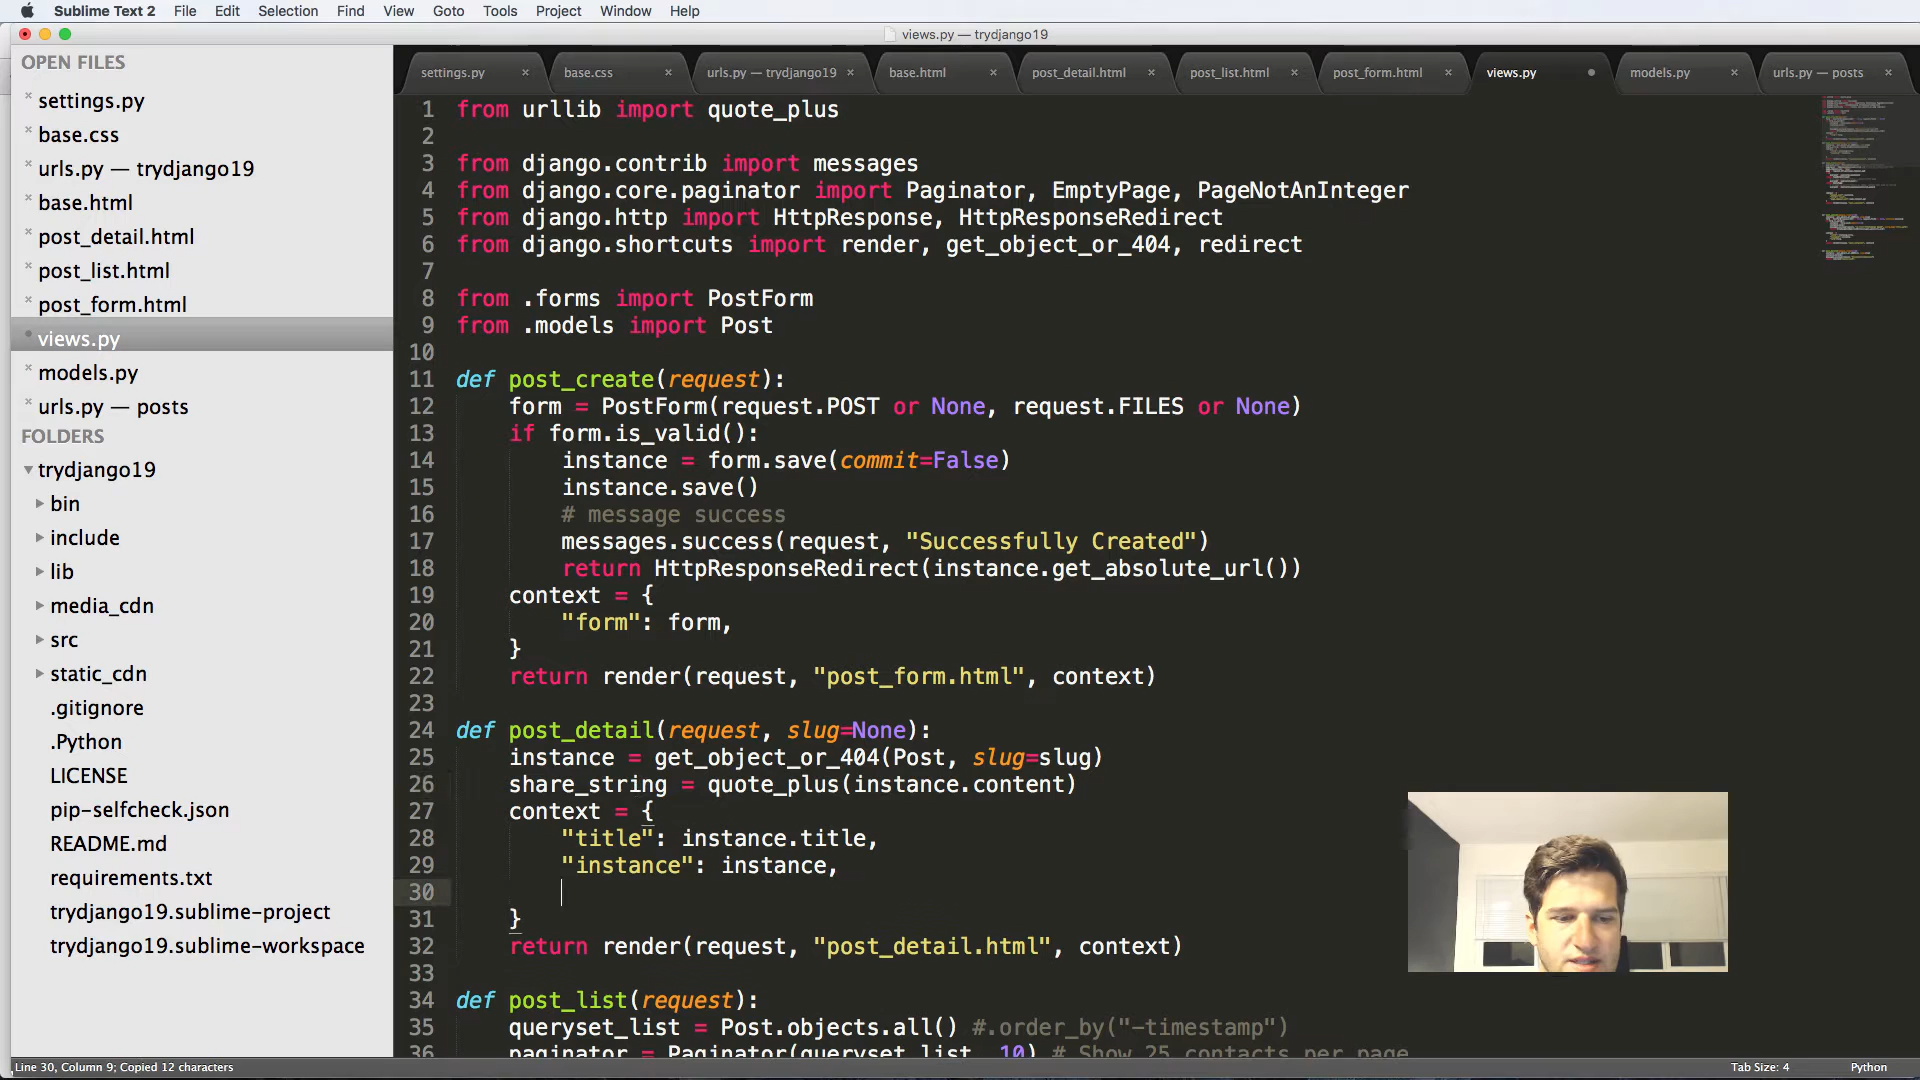 Sublime Text 2 File Edit Selection Find View Goto Tools Project Window Help
views.py — trydjango19
OPEN FILES
settings.py
base.css
urls.py — trydjango19
base.html
post_detail.html
post_list.html
post_form.html
views.py
models.py
urls.py — posts
FOLDERS
trydjango19
bin
include
lib
media_cdn
src
static_cdn
.gitignore
.Python
LICENSE
pip-selfcheck.json
README.md
requirements.txt
trydjango19.sublime-project
trydjango19.sublime-workspace
settings.py × base.css × urls.py — trydjango19 × base.html × post_detail.html × post_list.html × post_form.html × views.py models.py × urls.py — posts ×
1 from urllib import quote_plus
2
3 from django.contrib import messages
4 from django.core.paginator import Paginator, EmptyPage, PageNotAnInteger
5 from django.http import HttpResponse, HttpResponseRedirect
6 from django.shortcuts import render, get_object_or_404, redirect
7
8 from .forms import PostForm
9 from .models import Post
10
11 def post_create(request):
12     form = PostForm(request.POST or None, request.FILES or None)
13     if form.is_valid():
14         instance = form.save(commit=False)
15         instance.save()
16         # message success
17         messages.success(request, "Successfully Created")
18         return HttpResponseRedirect(instance.get_absolute_url())
19     context = {
20         "form": form,
21     }
22     return render(request, "post_form.html", context)
23
24 def post_detail(request, slug=None):
25     instance = get_object_or_404(Post, slug=slug)
26     share_string = quote_plus(instance.content)
27     context = {
28         "title": instance.title,
29         "instance": instance,
30
31     }
32     return render(request, "post_detail.html", context)
33
34 def post_list(request):
35     queryset_list = Post.objects.all() #.order_by("-timestamp")
36     paginator = Paginator(queryset_list, 10) # Show 25 contacts per page
Line 30, Column 9; Copied 12 characters Tab Size: 4 Python